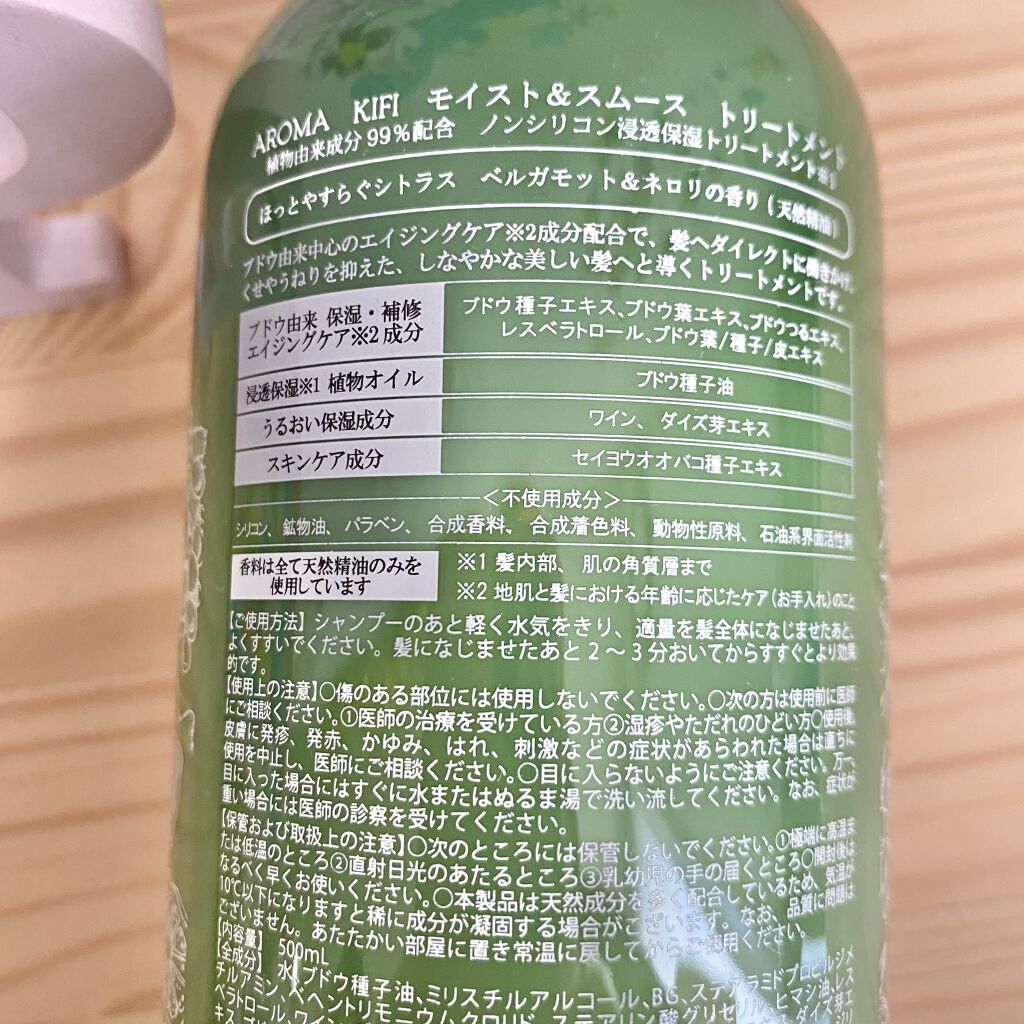 AROMA KIFI モイスト＆スムース トリートメント
植物由来成分99％配合 ノンシリコン浸透保湿トリートメント※1
ほっとやすらぐシトラス ベルガモット＆ネロリの香り（天然精油）
ブドウ由来中心のエイジングケア※2成分配合で、髪へダイレクトに働きかけ、
くせやうねりを抑えた、しなやかな美しい髪へと導くトリートメントです。
ブドウ由来 保湿・補修
エイジングケア※2成分
ブドウ種子エキス、ブドウ葉エキス、ブドウつるエキス、
レスベラトロール、ブドウ葉/種子/皮エキス
浸透保湿※1 植物オイル
ブドウ種子油
うるおい保湿成分
ワイン、ダイズ芽エキス
スキンケア成分
セイヨウオオバコ種子エキス
＜不使用成分＞
シリコン、鉱物油、パラベン、合成香料、合成着色料、動物性原料、石油系界面活性剤
香料は全て天然精油のみを
使用しています
※1 髪内部、肌の角質層まで
※2 地肌と髪における年齢に応じたケア（お手入れ）のこと
【ご使用方法】シャンプーのあと軽く水気をきり、適量を髪全体になじませたあと、
よくすすいでください。髪になじませたあと2～3分おいてからすすぐとより効果
的です。
【使用上の注意】○傷のある部位には使用しないでください。○次の方は使用前に医師
にご相談ください。①医師の治療を受けている方②湿疹やただれのひどい方○使用後、
皮膚に発疹、発赤、かゆみ、はれ、刺激などの症状があらわれた場合は直ちに
使用を中止し、医師にご相談ください。○目に入らないようにご注意ください。万一、
目に入った場合にはすぐに水またはぬるま湯で洗い流してください。なお、症状が
重い場合には医師の診察を受けてください。
【保管および取扱上の注意】○次のところには保管しないでください。①極端に高温ま
たは低温のところ②直射日光のあたるところ③乳幼児の手の届くところ○開封後は
なるべく早くお使いください。○本製品は天然成分を多く配合しているため、気温が
10℃以下になりますと稀に成分が凝固する場合がございます。なお、品質に問題は
ございません。あたたかい部屋に置き常温に戻してからご使用ください。
【内容量】 500mL
【全成分】水、ブドウ種子油、ミリスチルアルコール、BG、ステアラミドプロピルジメ
チルアミン、ベヘントリモニウムクロリド、ステアリン酸グリセリル、ヒマシ油、レス
ベラトロール、ワイン、